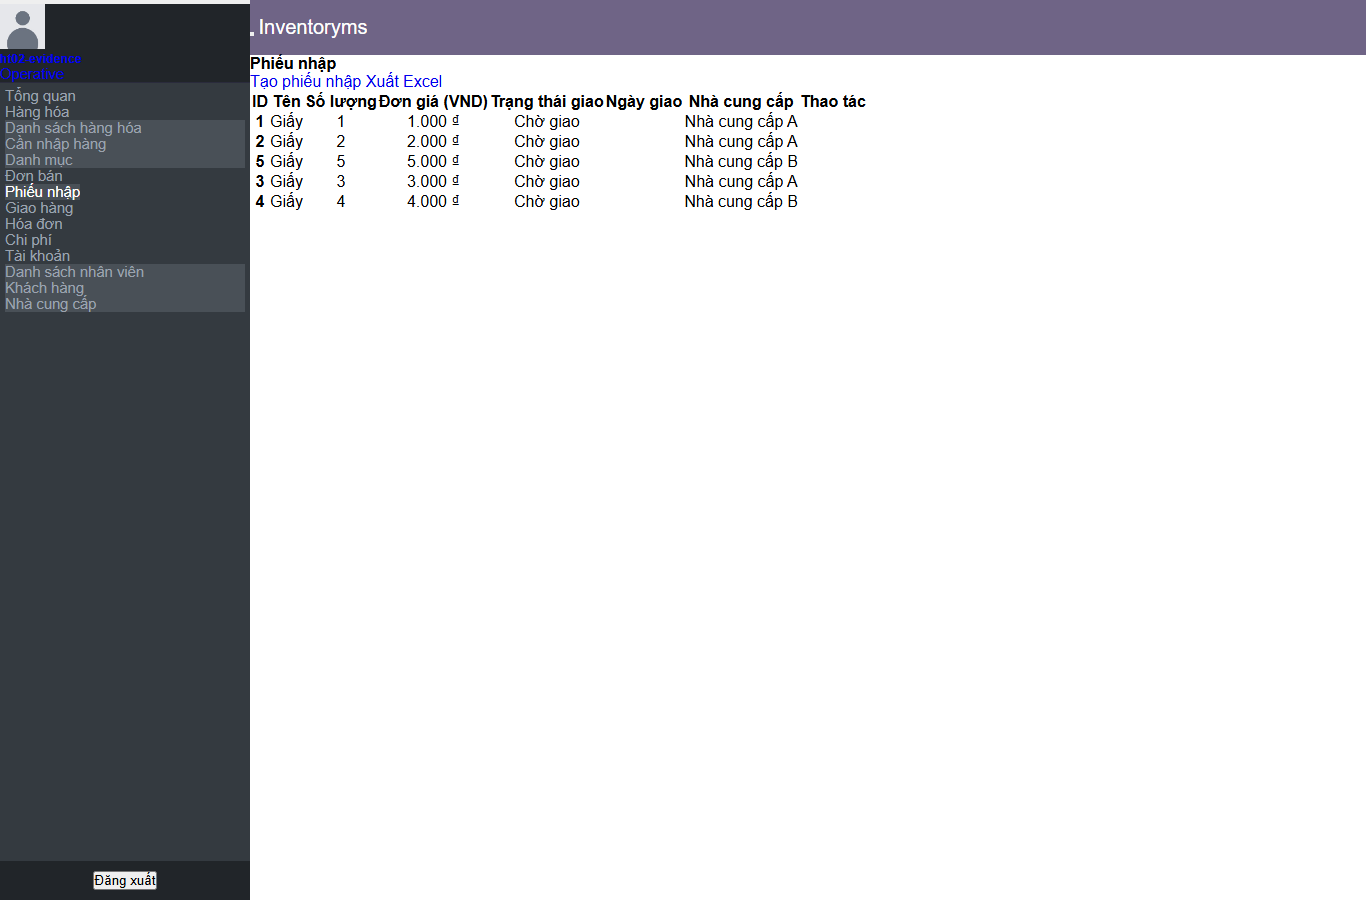 bd02-evidence
Operative
Tổng quan
Hàng hóa
Danh sách hàng hóa
Cần nhập hàng
Danh mục
Đơn bán
Phiếu nhập
Giao hàng
Hóa đơn
Chi phí
Tài khoản
Danh sách nhân viên
Khách hàng
Nhà cung cấp
Đăng xuất
Inventoryms
Phiếu nhập
Tạo phiếu nhập Xuất Excel
ID Tên Số lượng Đơn giá (VND) Trạng thái giao Ngày giao Nhà cung cấp Thao tác
1 Giấy 1 1.000 ₫ Chờ giao Nhà cung cấp A
2 Giấy 2 2.000 ₫ Chờ giao Nhà cung cấp A
5 Giấy 5 5.000 ₫ Chờ giao Nhà cung cấp B
3 Giấy 3 3.000 ₫ Chờ giao Nhà cung cấp A
4 Giấy 4 4.000 ₫ Chờ giao Nhà cung cấp B